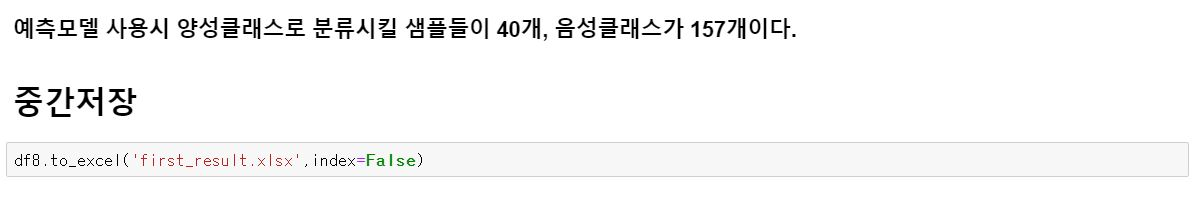 예측모델 사용시 양성클래스로 분류시킬 샘플들이 40개, 음성클래스가 157개이다.
중간저장
df8.to_excel('first_result.xlsx',index=False)